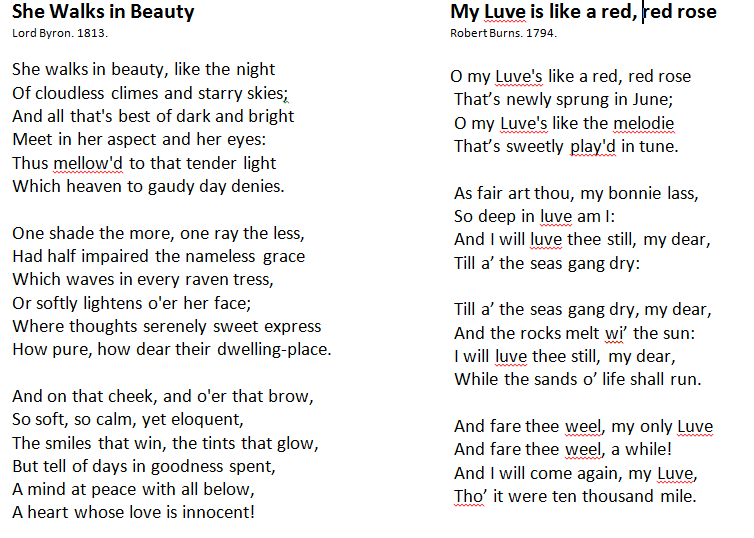 She Walks in Beauty
Lord Byron. 1813.
She walks in beauty, like the night
Of cloudless climes and starry skies;
And all that's best of dark and bright
Meet in her aspect and her eyes:
Thus mellow'd to that tender light
Which heaven to gaudy day denies.
One shade the more, one ray the less,
Had half impaired the nameless grace
Which waves in every raven tress,
Or softly lightens o'er her face;
Where thoughts serenely sweet express
How pure, how dear their dwelling-place.
And on that cheek, and o'er that brow,
So soft, so calm, yet eloquent,
The smiles that win, the tints that glow,
But tell of days in goodness spent,
A mind at peace with all below,
A heart whose love is innocent!
My Luve is like a red, red rose
Robert Burns. 1794.
O my Luve's like a red, red rose
That’s newly sprung in June;
O my Luve's like the melodie
That’s sweetly play'd in tune.
As fair art thou, my bonnie lass,
So deep in luve am I:
And I will luve thee still, my dear,
Till a’ the seas gang dry:
Till a’ the seas gang dry, my dear,
And the rocks melt wi’ the sun:
I will luve thee still, my dear,
While the sands o’ life shall run.
And fare thee weel, my only Luve
And fare thee weel, a while!
And I will come again, my Luve,
Tho’ it were ten thousand mile.